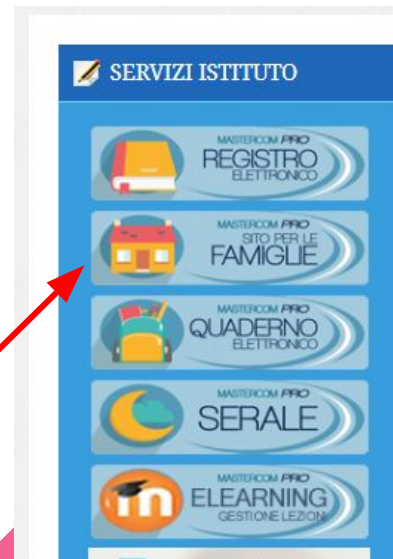 SERVIZI ISTITUTO
MASTERCOM PRO
REGISTRO
ELETTRONICO
MASTERCOM PRO
SITO PER LE
FAMIGLIE
MASTERCOM PRO
QUADERNO
ELETTRONICO
MASTERCOM PRO
SERALE
MASTERCOM PRO
m ELEARNING
GESTIONE LEZIONI